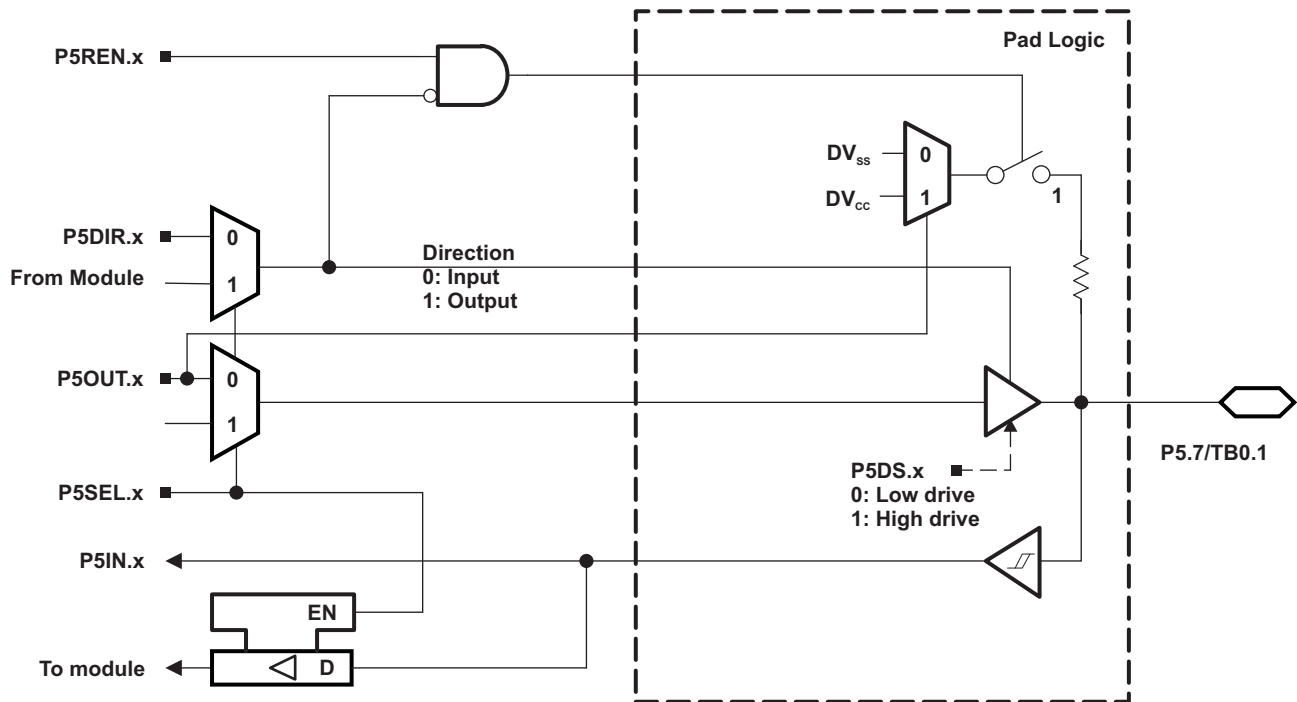 Pad Logic
P5REN.x
DVss
0
DVcc
1
1
P5DIR.x
0
From Module
1
Direction
0: Input
1: Output
P5OUT.x
0
1
P5DS.x
0: Low drive
1: High drive
P5.7/TB0.1
P5SEL.x
P5IN.x
EN
To module
D